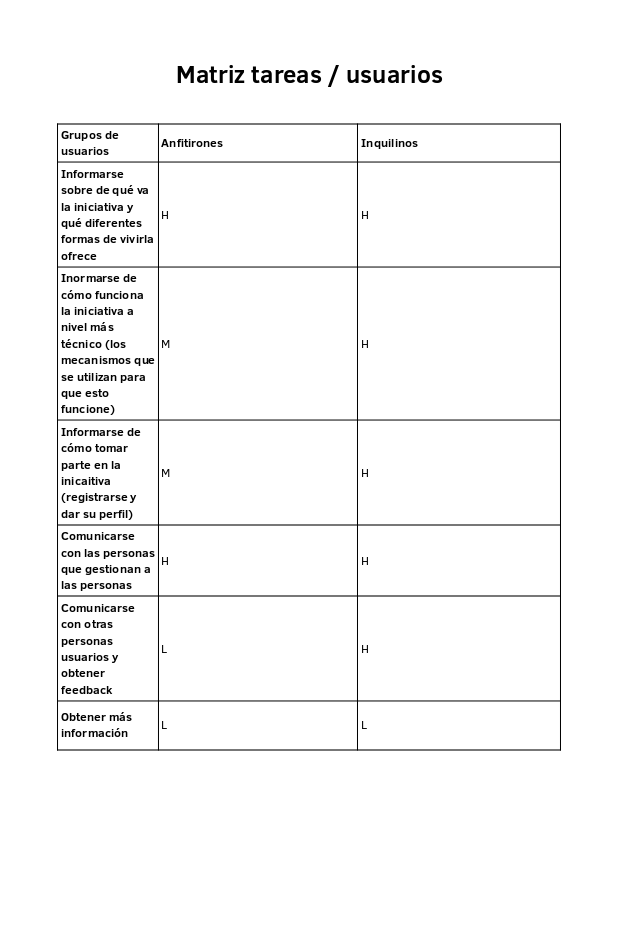 Matriz tareas / usuarios
Grupos de
usuarios
Anfitirones
Inquilinos
Informarse
sobre de qué va
la iniciativa y
qué diferentes
formas de vivirla
ofrece
H
H
Inormarse de
cómo funciona
la iniciativa a
nivel más
técnico (los
mecanismos que
se utilizan para
que esto
funcione)
M
H
Informarse de
cómo tomar
parte en la
inicaitiva
(registrarse y
dar su perfil)
M
H
Comunicarse
con las personas
que gestionan a
las personas
H
H
Comunicarse
con otras
personas
usuarios y
obtener
feedback
L
H
Obtener más
información
L
L